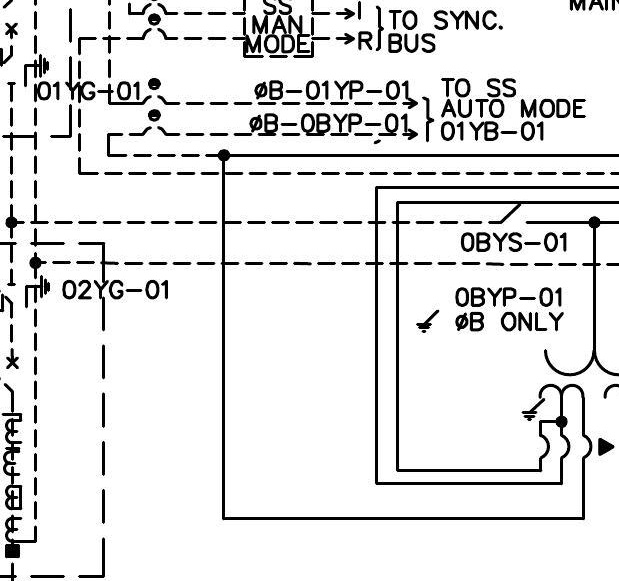 MAIN
SS
MAN
MODE
I
R
TO SYNC.
BUS
01YG-01
ØB-01YP-01
ØB-0BYP-01
TO SS
AUTO MODE
01YB-01
0BYS-01
02YG-01
0BYP-01
ØB ONLY